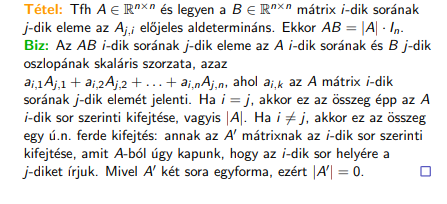 Tétel: Tfh A ∈ ℝⁿˣⁿ és legyen a B ∈ ℝⁿˣⁿ mátrix i-dik sorának
j-dik eleme az A_{j,i} előjeles aldetermináns. Ekkor AB = |A| · I_n.
Biz: Az AB i-dik sorának j-dik eleme az A i-dik sorának és B j-dik
oszlopának skaláris szorzata, azaz
a_{i,1}A_{j,1} + a_{i,2}A_{j,2} + . . . + a_{i,n}A_{j,n}, ahol a_{i,k} az A mátrix i-dik
sorának j-dik elemét jelenti. Ha i = j, akkor ez az összeg épp az A
i-dik sor szerinti kifejtése, vagyis |A|. Ha i ≠ j, akkor ez az összeg
egy ú.n. ferde kifejtés: annak az A′ mátrixnak az i-dik sor szerinti
kifejtése, amit A-ból úgy kapunk, hogy az i-dik sor helyére a
j-diket írjuk. Mivel A′ két sora egyforma, ezért |A′| = 0. □